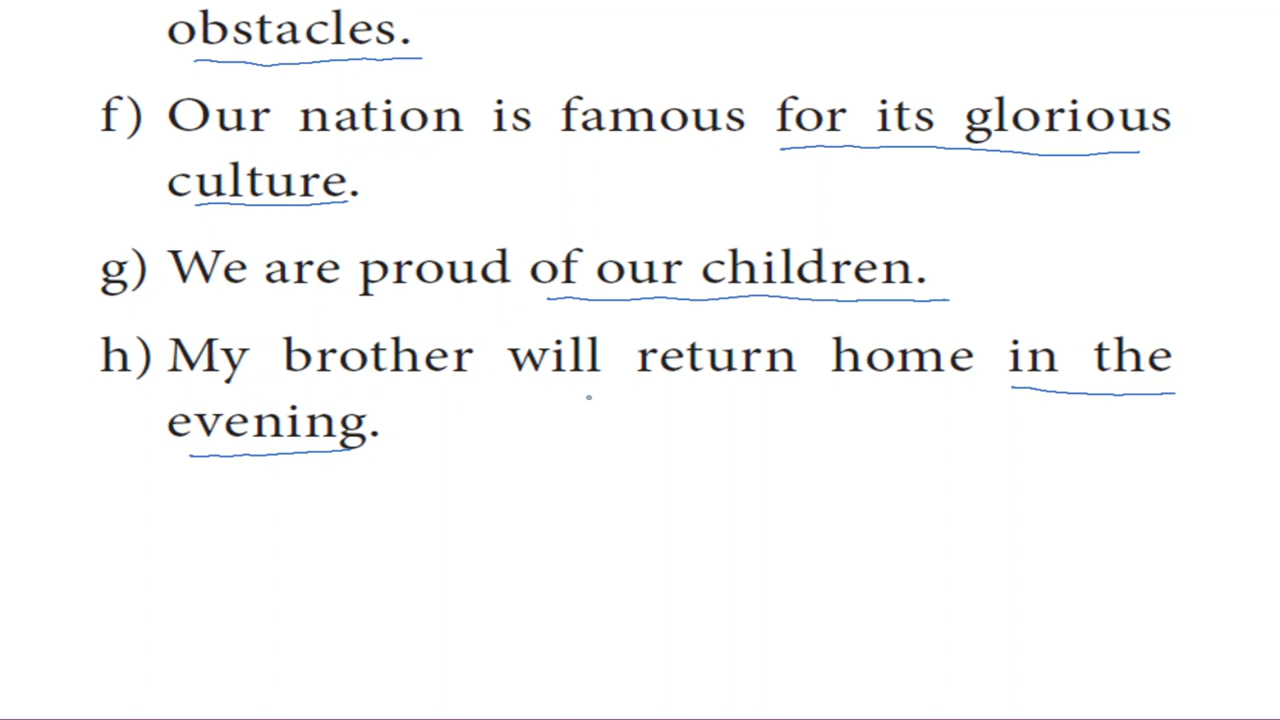 obstacles.
f) Our nation is famous for its glorious
culture.
g) We are proud of our children.
h) My brother will return home in the
evening.